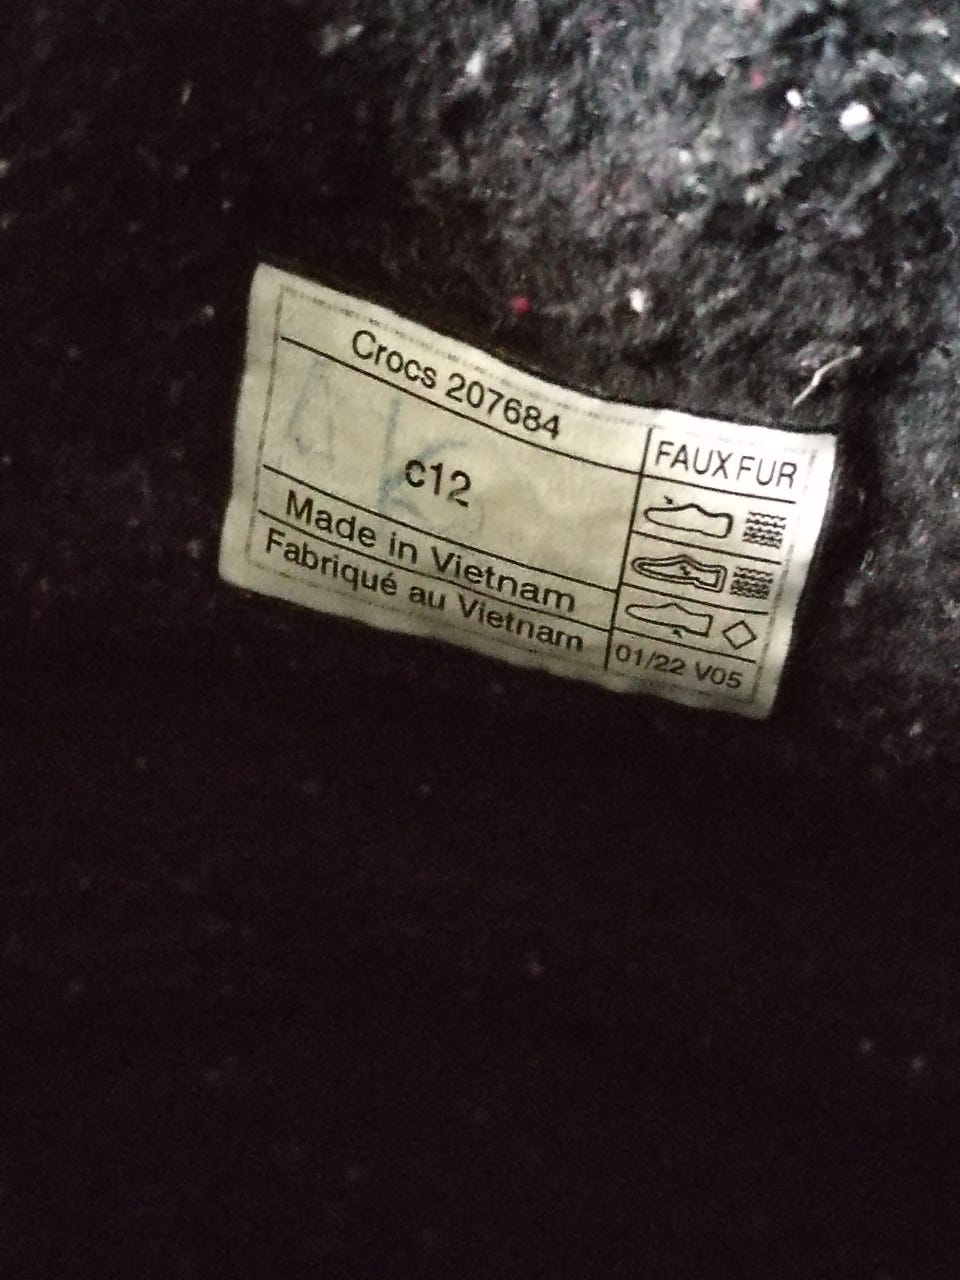 Crocs 207684
c12
Made in Vietnam
Fabriqué au Vietnam
FAUX FUR
01/22 V05